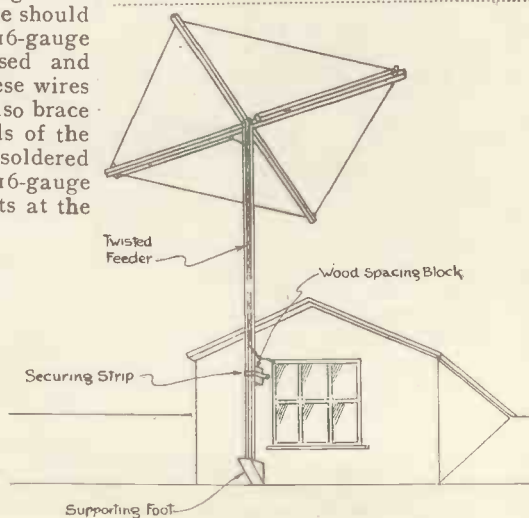 e should
16-gauge
sed and
ese wires
so brace
ls of the
soldered
16-gauge
ts at the
Twisted
Feeder
Wood Spacing Block
Securing Strip
Supporting Foot